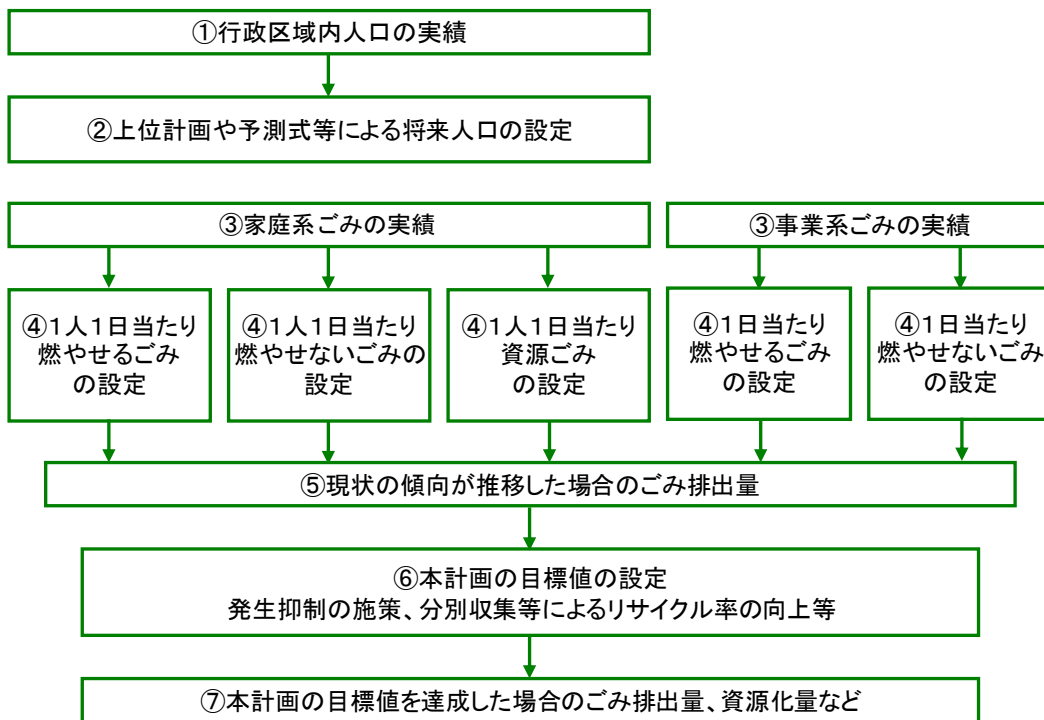 ①行政区域内人口の実績
②上位計画や予測式等による将来人口の設定
③家庭系ごみの実績
③事業系ごみの実績
④1人1日当たり
燃やせるごみ
の設定
④1人1日当たり
燃やせないごみの
設定
④1人1日当たり
資源ごみ
の設定
④1日当たり
燃やせるごみ
の設定
④1日当たり
燃やせないごみ
の設定
⑤現状の傾向が推移した場合のごみ排出量
⑥本計画の目標値の設定
発生抑制の施策、分別収集等によるリサイクル率の向上等
⑦本計画の目標値を達成した場合のごみ排出量、資源化量など